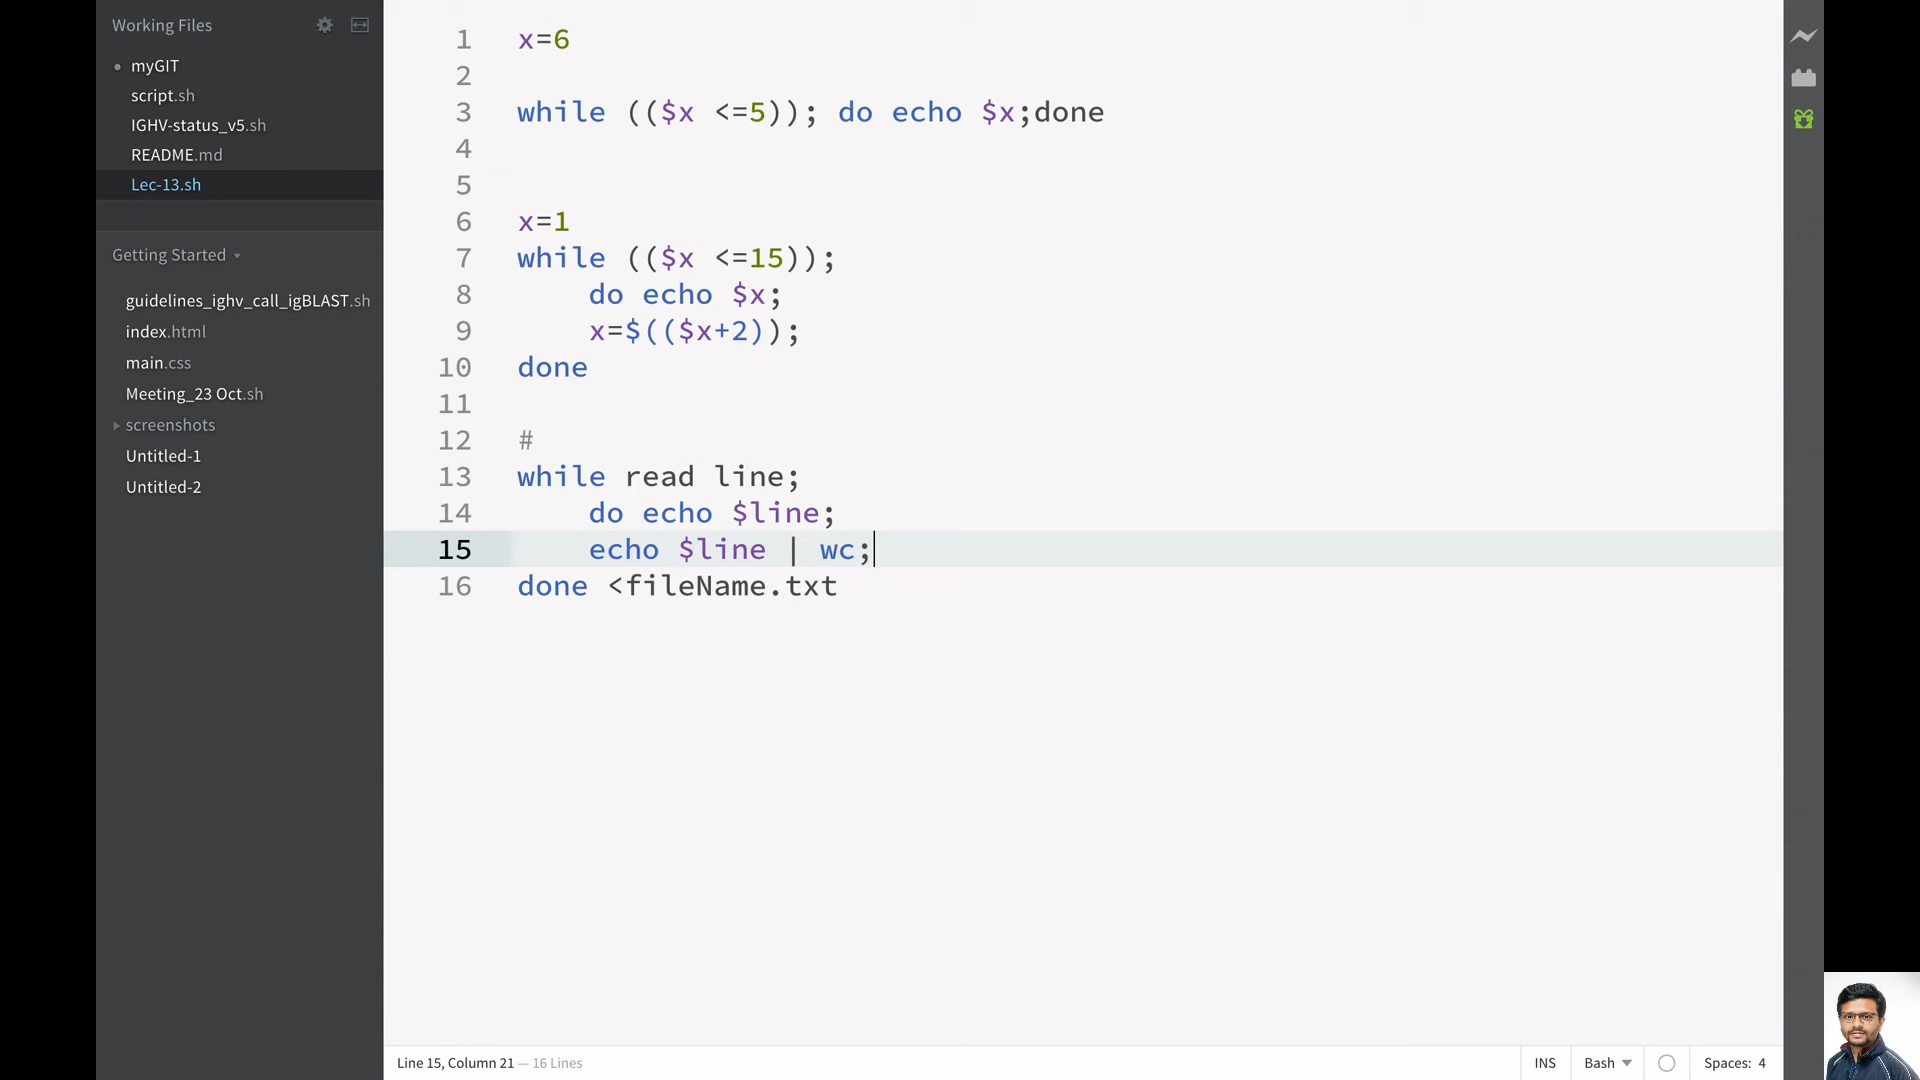 Working Files
myGIT
script.sh
IGHV-status_v5.sh
README.md
Lec-13.sh
Getting Started
guidelines_ighv_call_igBLAST.sh
index.html
main.css
Meeting_23 Oct.sh
screenshots
Untitled-1
Untitled-2
1 x=6
2
3 while (($x <=5)); do echo $x;done
4
5
6 x=1
7 while (($x <=15));
8 do echo $x;
9 x=$(($x+2));
10 done
11
12 #
13 while read line;
14 do echo $line;
15 echo $line | wc;
16 done <fileName.txt
Line 15, Column 21 — 16 Lines
INS Bash Spaces: 4